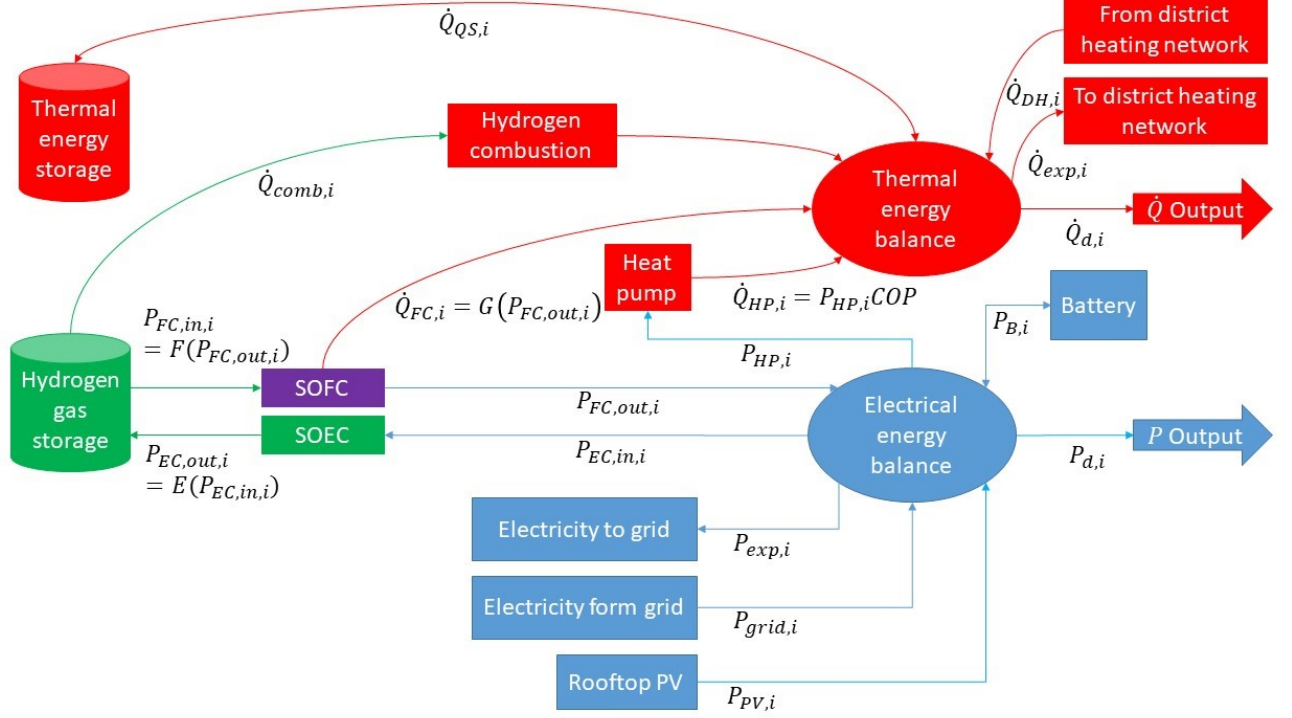 Q̇_{QS,i}
From district
heating network
Thermal
energy
storage
Q̇_{DH,i}
To district heating
network
Hydrogen
combustion
Q̇_{comb,i}
Q̇_{exp,i}
Thermal
energy
balance
Q̇ Output
Q̇_{d,i}
Heat
pump
Q̇_{FC,i} = G(P_{FC,out,i})
Q̇_{HP,i} = P_{HP,i}COP
Battery
P_{B,i}
P_{FC,in,i}
= F(P_{FC,out,i})
P_{HP,i}
Hydrogen
gas
storage
SOFC
P_{FC,out,i}
SOEC
P_{EC,in,i}
Electrical
energy
balance
P Output
P_{d,i}
P_{EC,out,i}
= E(P_{EC,in,i})
Electricity to grid
P_{exp,i}
Electricity form grid
P_{grid,i}
Rooftop PV
P_{PV,i}